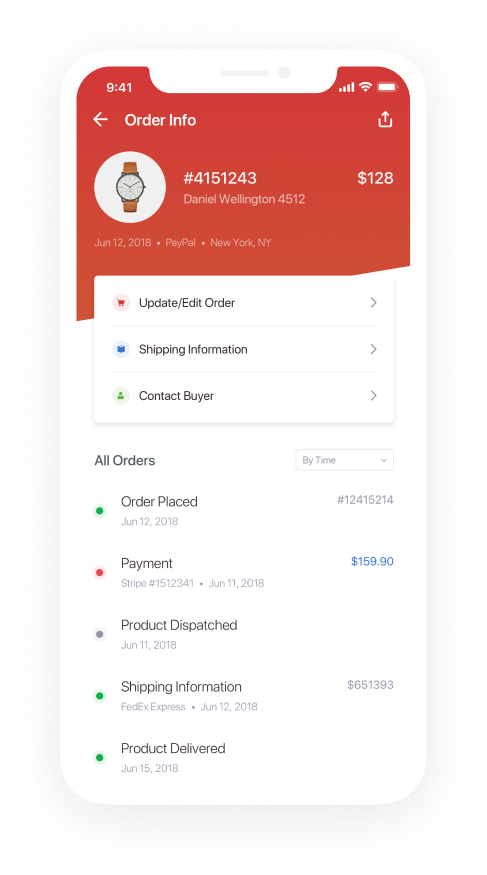 9:41
Order Info
#4151243 $128
Daniel Wellington 4512
Jun 12, 2018 • PayPal • New York, NY
Update/Edit Order
Shipping Information
Contact Buyer
All Orders By Time
Order Placed #12415214
Jun 12, 2018
Payment $159.90
Stripe #1512341 • Jun 11, 2018
Product Dispatched
Jun 11, 2018
Shipping Information $651393
FedEx Express • Jun 12, 2018
Product Delivered
Jun 15, 2018